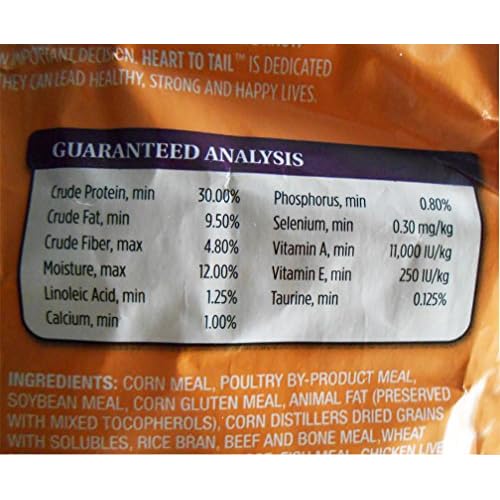 IMPORTANT DECISION, HEART TO TAIL™ IS DEDICATED
THEY CAN LEAD HEALTHY, STRONG AND HAPPY LIVES.
GUARANTEED ANALYSIS
Crude Protein, min 30.00%
Crude Fat, min 9.50%
Crude Fiber, max 4.80%
Moisture, max 12.00%
Linoleic Acid, min 1.25%
Calcium, min 1.00%
Phosphorus, min 0.80%
Selenium, min 0.30 mg/kg
Vitamin A, min 11,000 IU/kg
Vitamin E, min 250 IU/kg
Taurine, min 0.125%
INGREDIENTS: CORN MEAL, POULTRY BY-PRODUCT MEAL,
SOYBEAN MEAL, CORN GLUTEN MEAL, ANIMAL FAT (PRESERVED
WITH MIXED TOCOPHEROLS), CORN DISTILLERS DRIED GRAINS
WITH SOLUBLES, RICE BRAN, BEEF AND BONE MEAL, WHEAT
FISH MEAL, CHICKEN